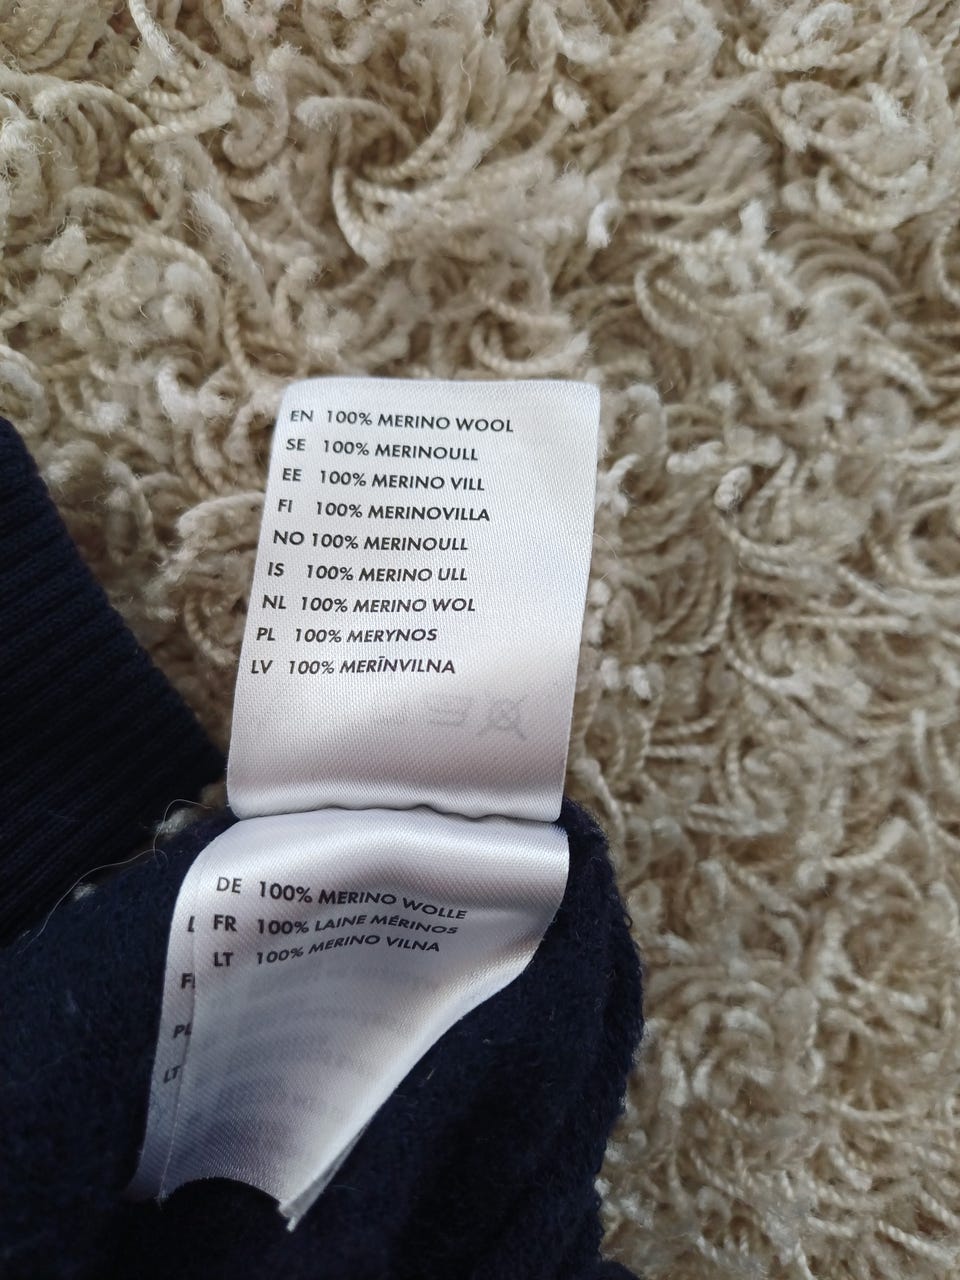 EN 100% MERINO WOOL
SE 100% MERINOULL
EE 100% MERINO VILL
FI 100% MERINOVILLA
NO 100% MERINOULL
IS 100% MERINO ULL
NL 100% MERINO WOL
PL 100% MERYNOS
LV 100% MERĪNVILNA
DE 100% MERINO WOLLE
FR 100% LAINE MÉRINOS
LT 100% MERINO VILNA
PL
LT